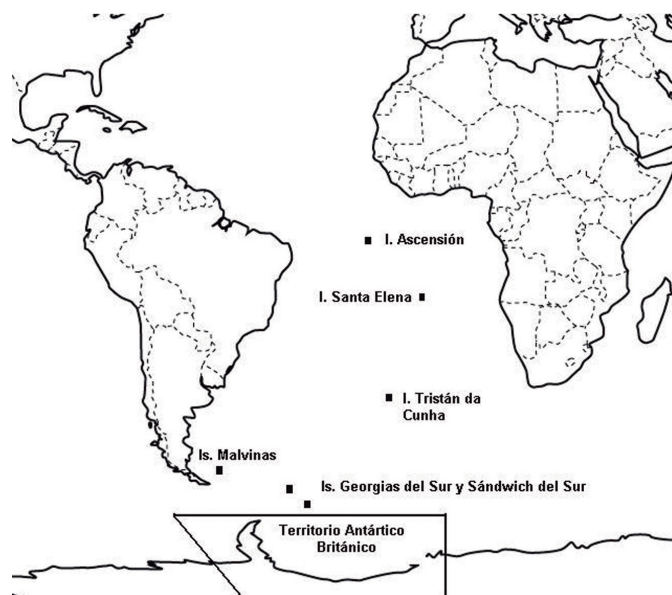 I. Ascensión
I. Santa Elena
I. Tristán da
Cunha
Is. Malvinas
Is. Georgias del Sur y Sándwich del Sur
Territorio Antártico
Británico